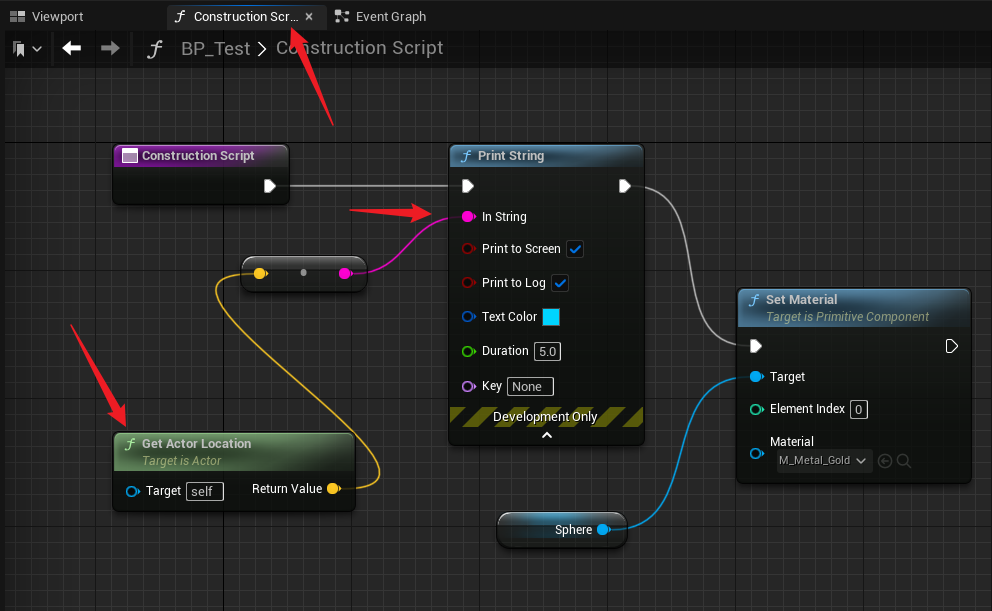 Viewport
Construction Scr...
Event Graph
BP_Test > Construction Script
Construction Script
Print String
In String
Print to Screen
Print to Log
Text Color
Duration 5.0
Key None
Development Only
Set Material
Target is Primitive Component
Target
Element Index 0
Material
M_Metal_Gold
Get Actor Location
Target is Actor
Target self
Return Value
Sphere